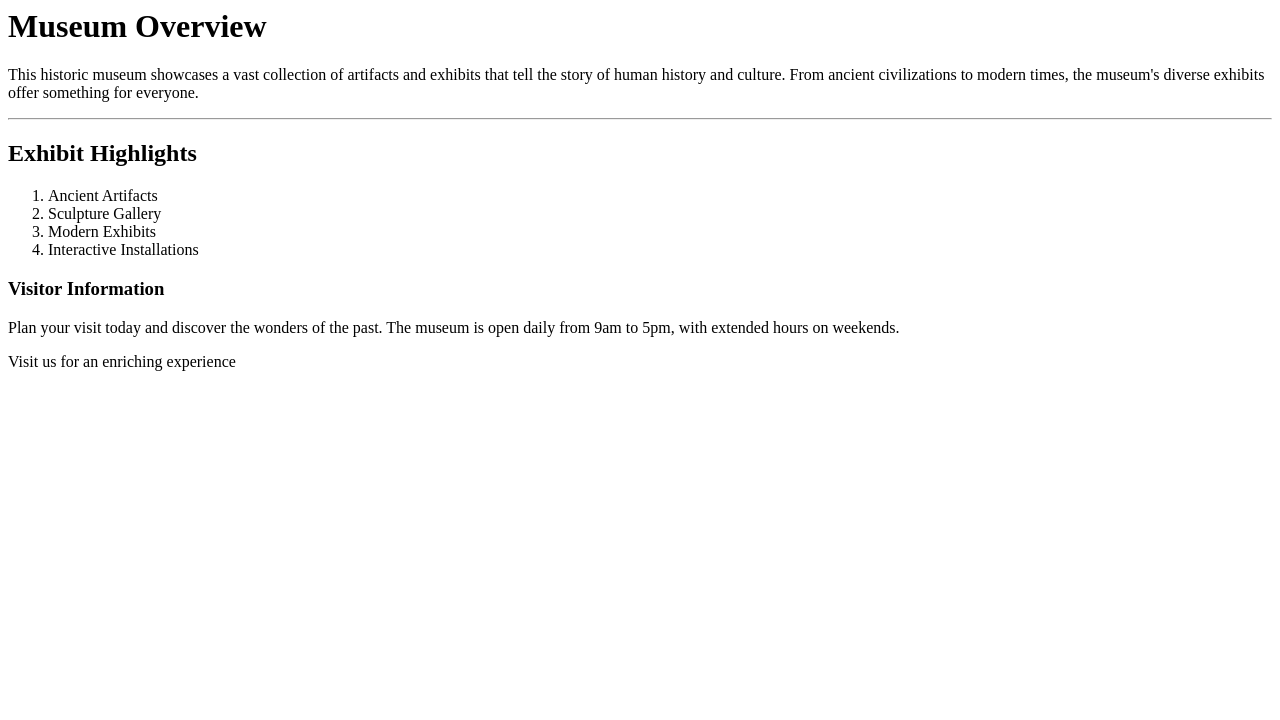 Museum Overview
This historic museum showcases a vast collection of artifacts and exhibits that tell the story of human history and culture. From ancient civilizations to modern times, the museum's diverse exhibits
offer something for everyone.
Exhibit Highlights
1. Ancient Artifacts
2. Sculpture Gallery
3. Modern Exhibits
4. Interactive Installations
Visitor Information
Plan your visit today and discover the wonders of the past. The museum is open daily from 9am to 5pm, with extended hours on weekends.
Visit us for an enriching experience